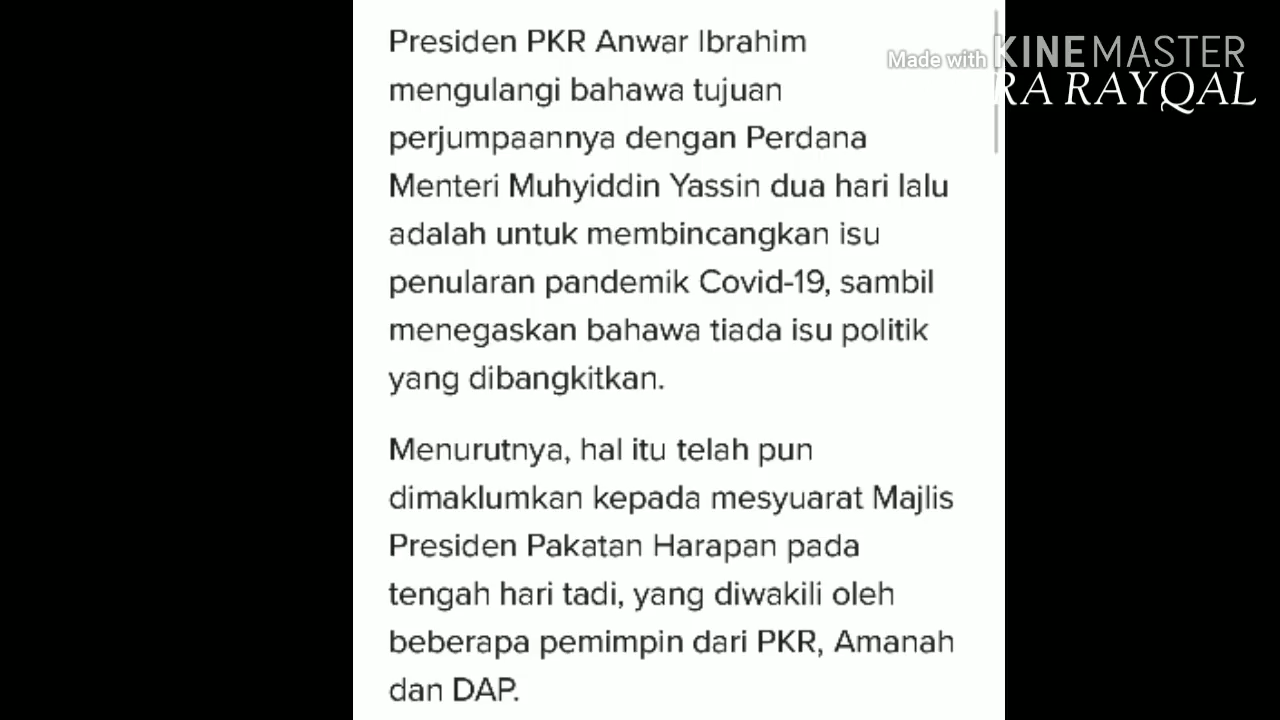 Presiden PKR Anwar Ibrahim
mengulangi bahawa tujuan
perjumpaannya dengan Perdana
Menteri Muhyiddin Yassin dua hari lalu
adalah untuk membincangkan isu
penularan pandemik Covid-19, sambil
menegaskan bahawa tiada isu politik
yang dibangkitkan.
Menurutnya, hal itu telah pun
dimaklumkan kepada mesyuarat Majlis
Presiden Pakatan Harapan pada
tengah hari tadi, yang diwakili oleh
beberapa pemimpin dari PKR, Amanah
dan DAP.
Made with KINEMASTER
RA RAYQAL